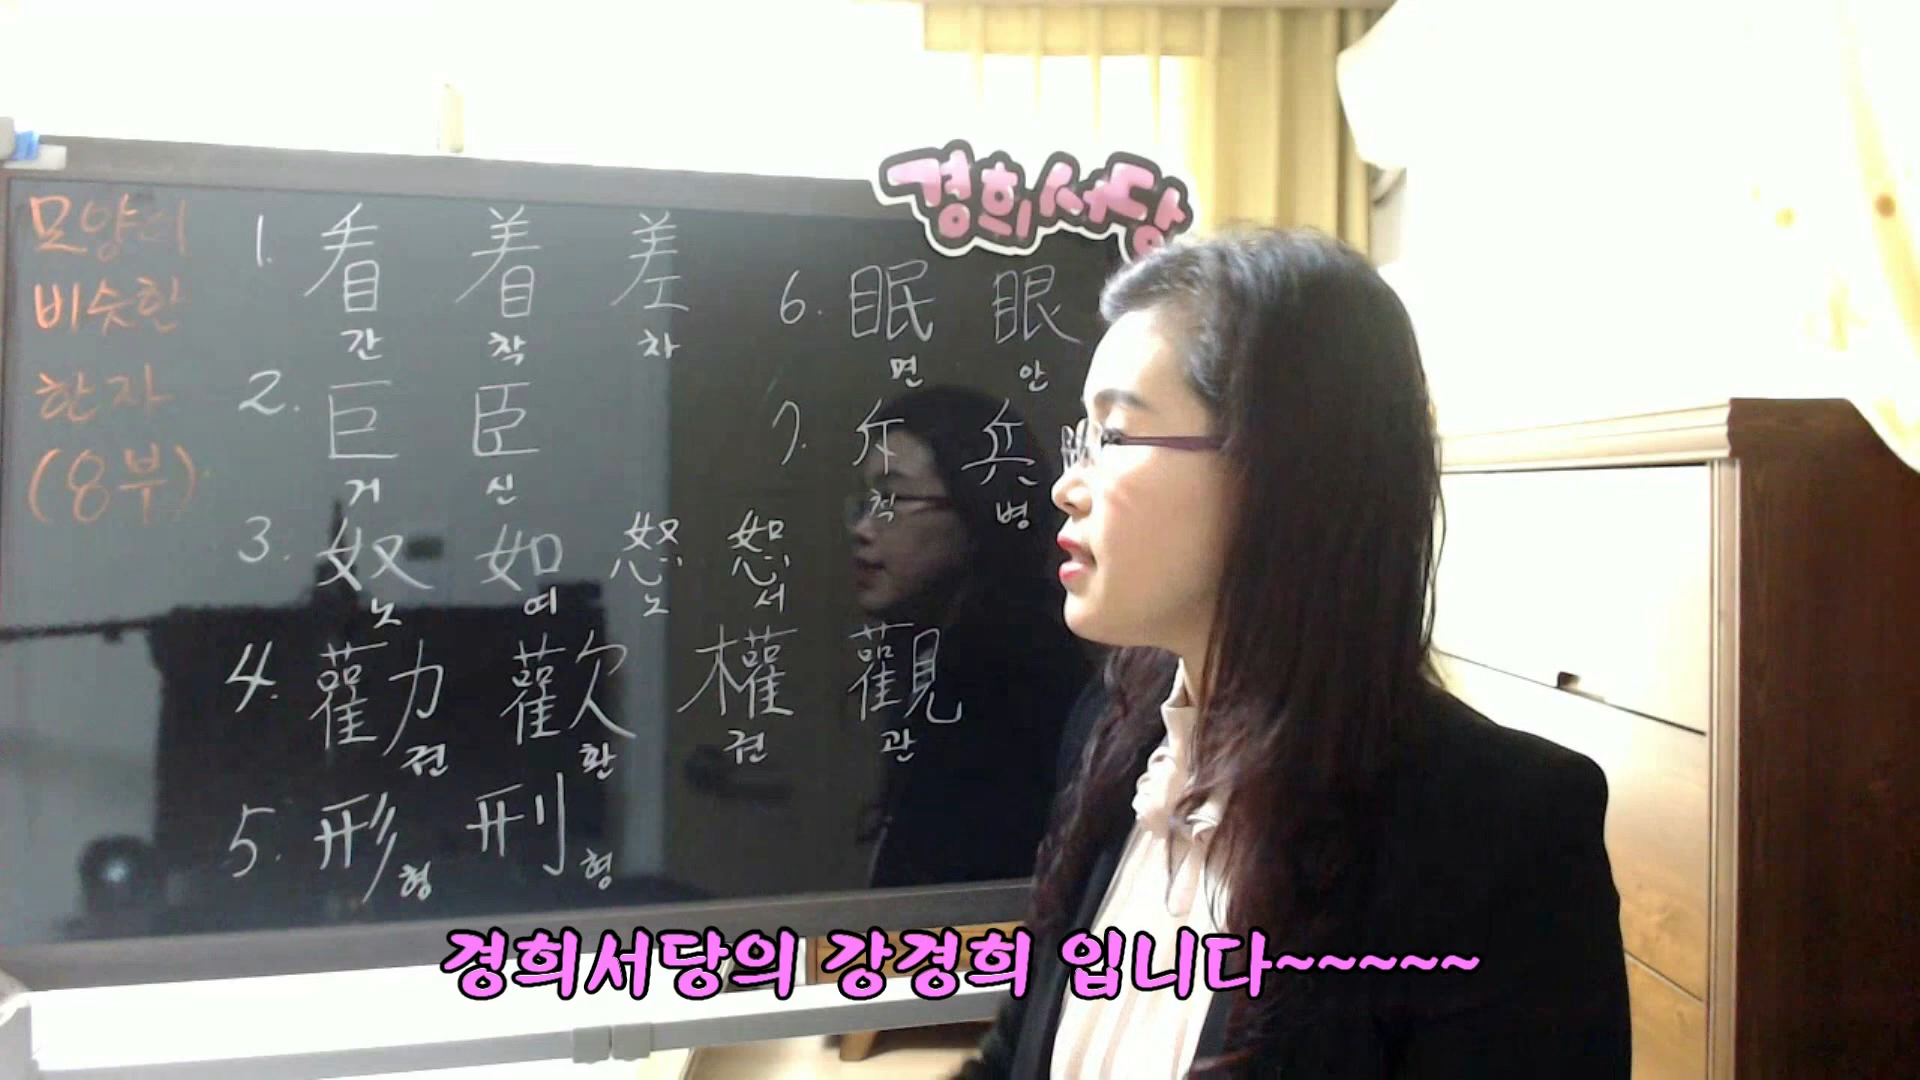 경희서당
모양이
비슷한
한자
(8부)
1. 看 着 差
간 착 차
2. 巨 臣
거 신
3. 奴 如 怒 恕
노 여 노 서
4. 勸 歡 權 觀
권 환 권 관
5. 形 刑
형 형
6. 眠 眼
면 안
7. 斥 兵
척 병
경희서당의 강경희 입니다~~~~~